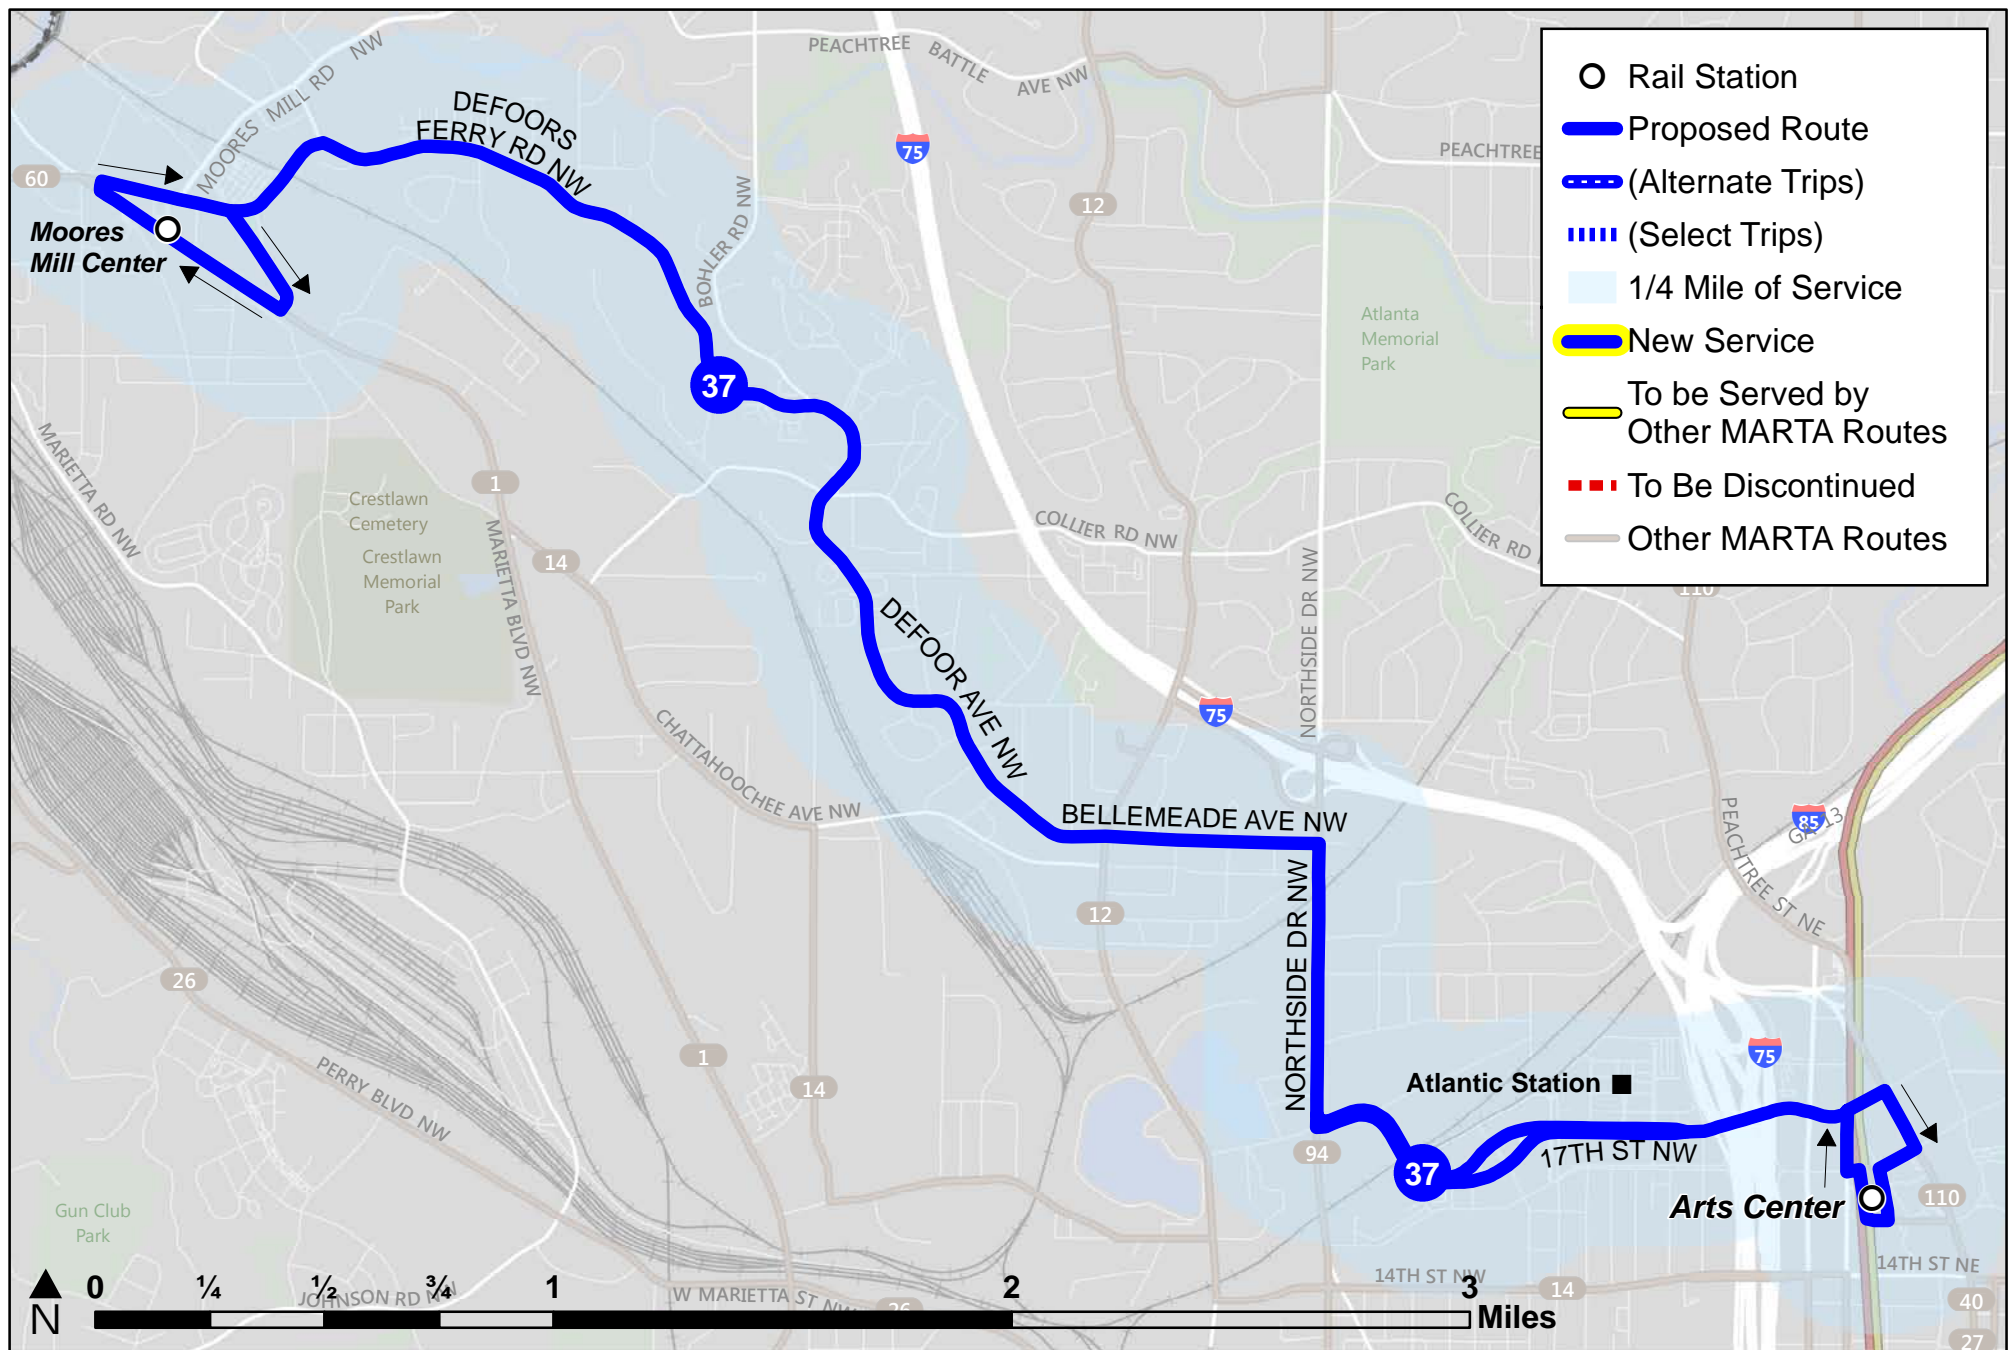 Rail Station
Proposed Route
(Alternate Trips)
(Select Trips)
1/4 Mile of Service
New Service
To be Served by
Other MARTA Routes
To Be Discontinued
Other MARTA Routes
PEACHTREE BATTLE AVE NW
MOORES MILL RD NW
DEFOORS
FERRY RD NW
75
PEACHTREE
60
12
Moores
Mill Center
BOHLER RD NW
Atlanta
Memorial
Park
37
MARIETTA RD NW
1
Crestlawn
Cemetery
Crestlawn
Memorial
Park
MARIETTA BLVD NW
14
COLLIER RD NW
COLLIER RD
NORTHSIDE DR NW
110
DEFOOR AVE NW
75
CHATTAHOOCHEE AVE NW
BELLEMEADE AVE NW
PEACHTREE ST NE
85
GA 13
NORTHSIDE DR NW
12
26
1
14
PERRY BLVD NW
75
Atlantic Station
94
37
17TH ST NW
Arts Center
110
Gun Club
Park
14TH ST NW
14
14TH ST NE
40
27
JOHNSON RD NW
W MARIETTA ST NW
26
N
0 ¼ ½ ¾ 1 2 3
Miles